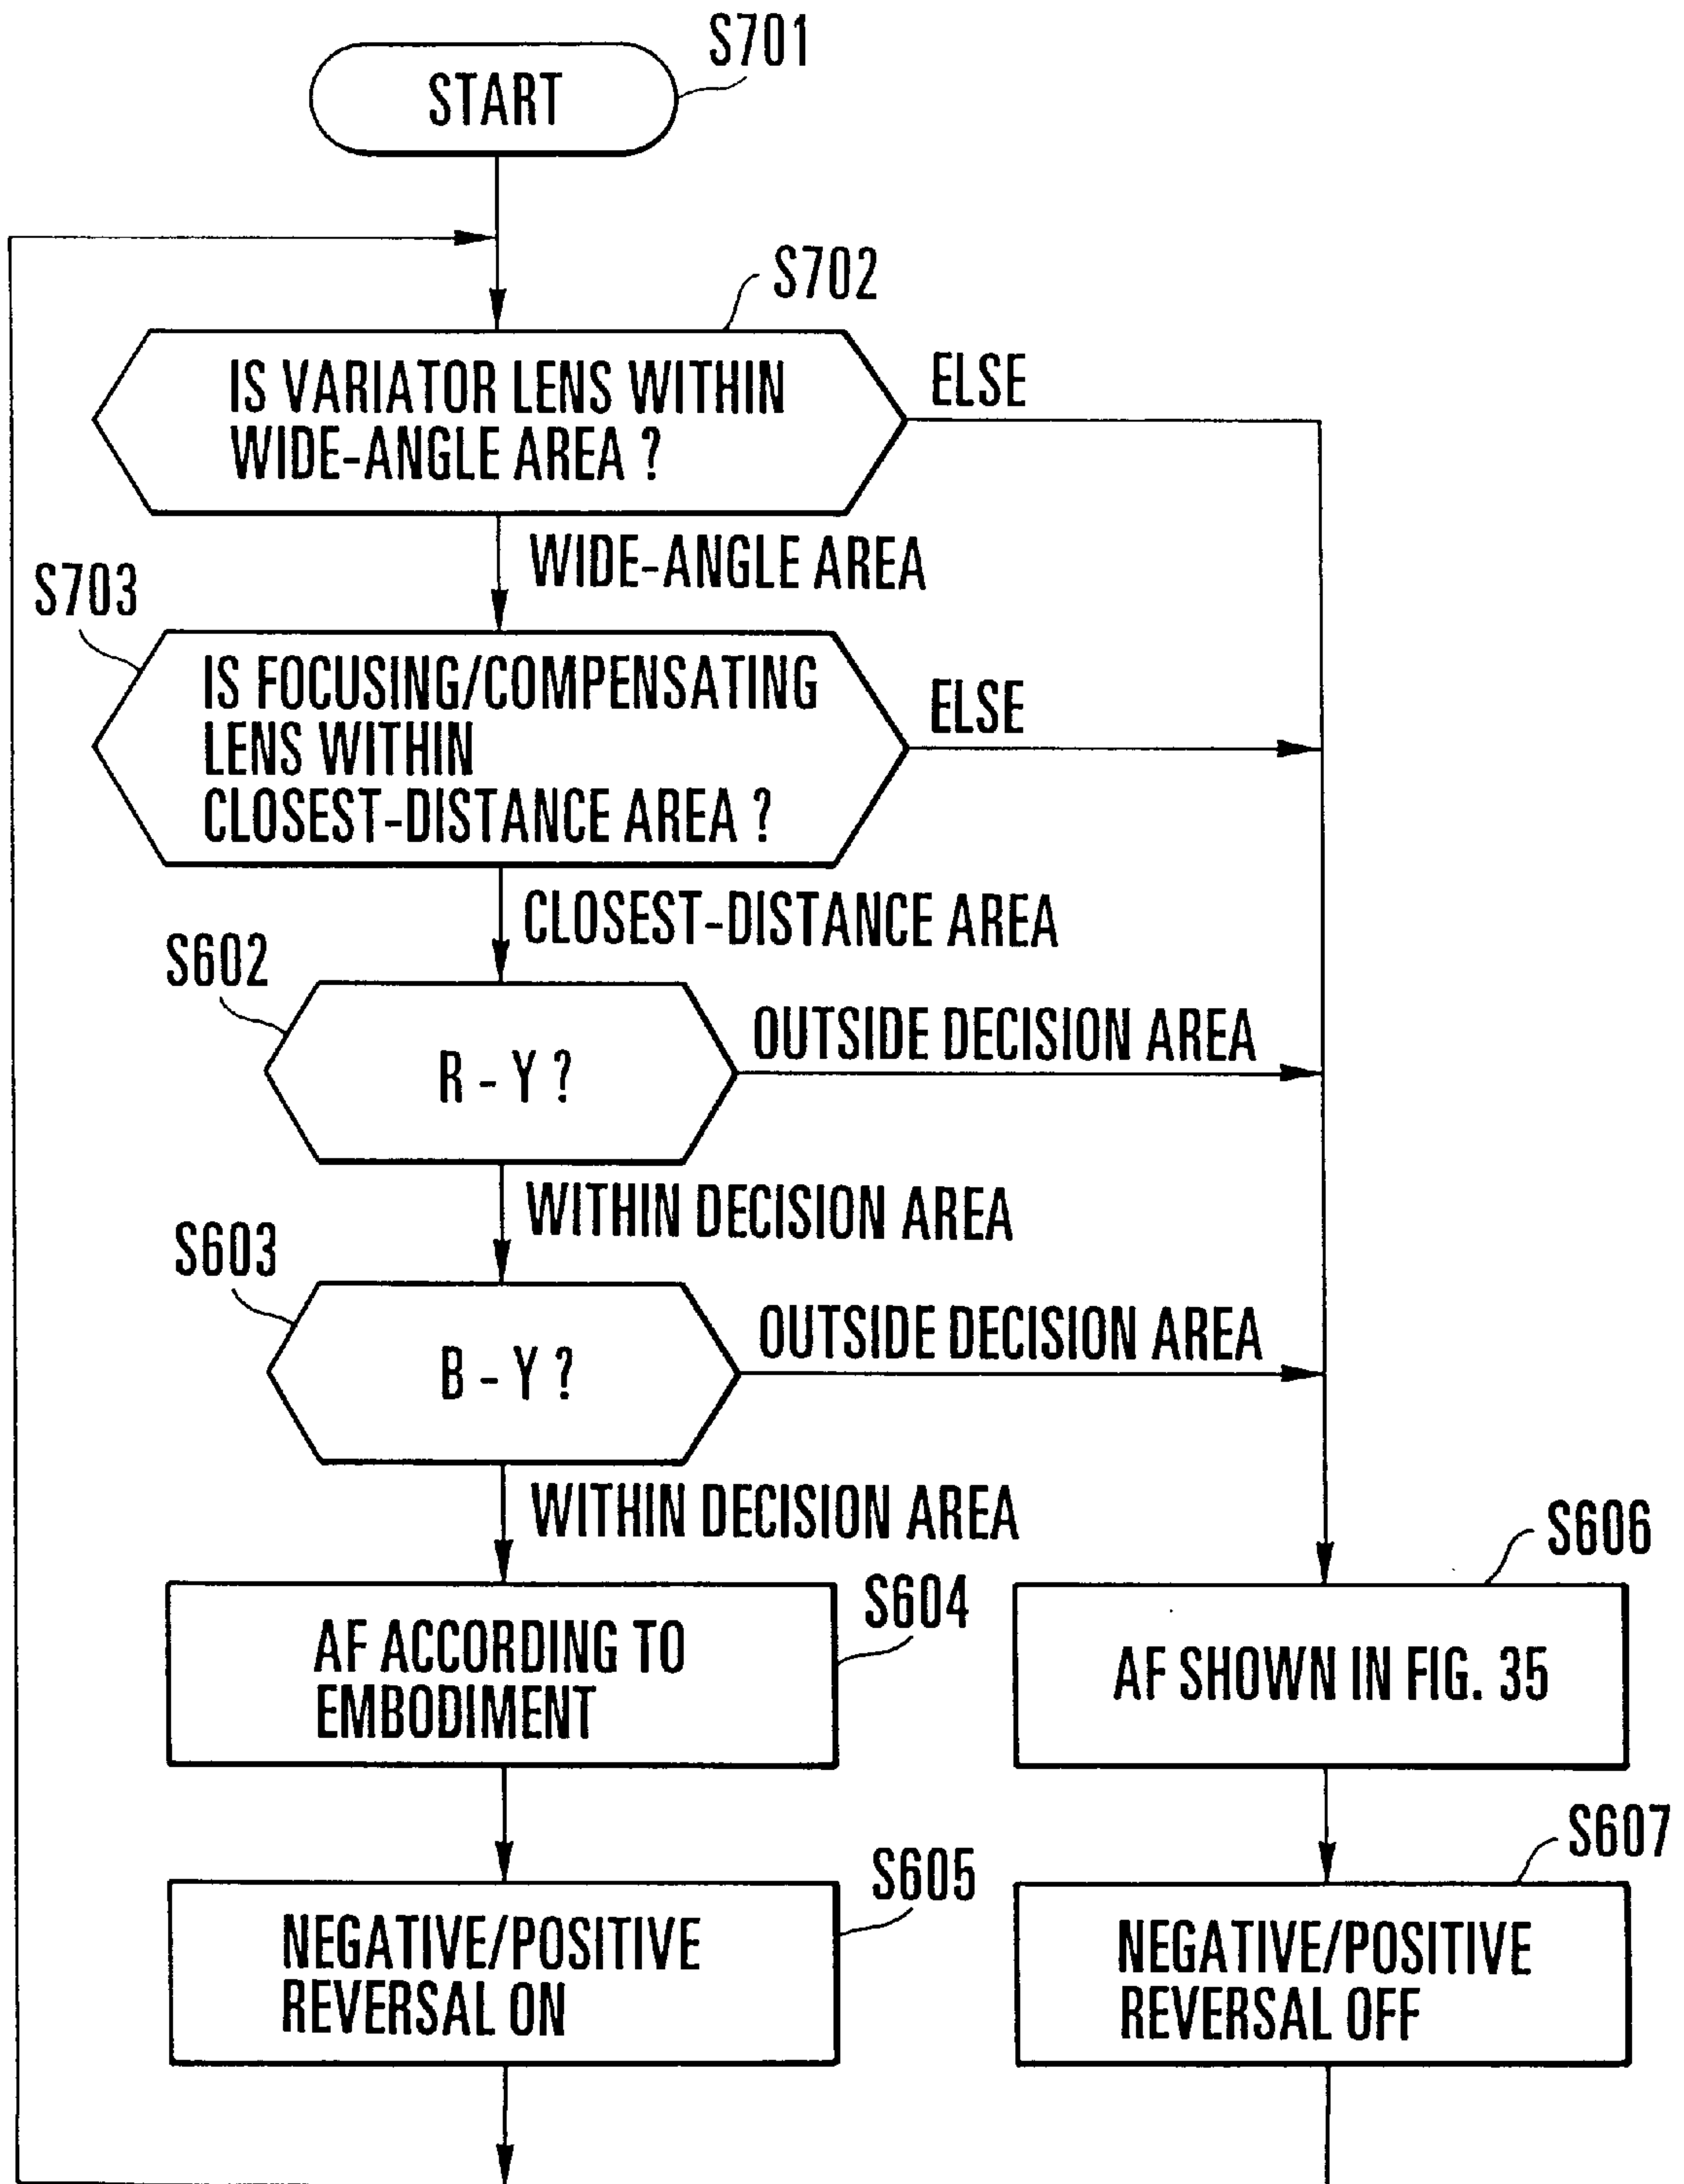 S701
START
S702
IS VARIATOR LENS WITHIN
WIDE-ANGLE AREA ?
ELSE
WIDE-ANGLE AREA
S703
IS FOCUSING/COMPENSATING
LENS WITHIN
CLOSEST-DISTANCE AREA ?
ELSE
CLOSEST-DISTANCE AREA
S602
R - Y ?
OUTSIDE DECISION AREA
WITHIN DECISION AREA
S603
B - Y ?
OUTSIDE DECISION AREA
WITHIN DECISION AREA
S604
AF ACCORDING TO
EMBODIMENT
S606
AF SHOWN IN FIG. 35
S605
NEGATIVE/POSITIVE
REVERSAL ON
S607
NEGATIVE/POSITIVE
REVERSAL OFF